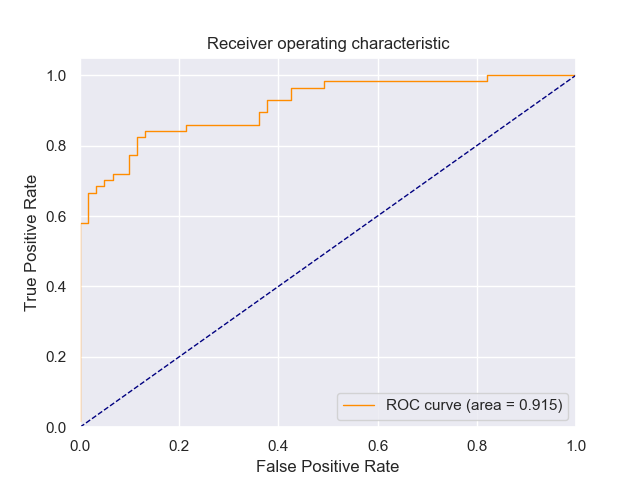 Receiver operating characteristic
True Positive Rate
1.0
0.8
0.6
0.4
0.2
0.0
ROC curve (area = 0.915)
0.0 0.2 0.4 0.6 0.8 1.0
False Positive Rate